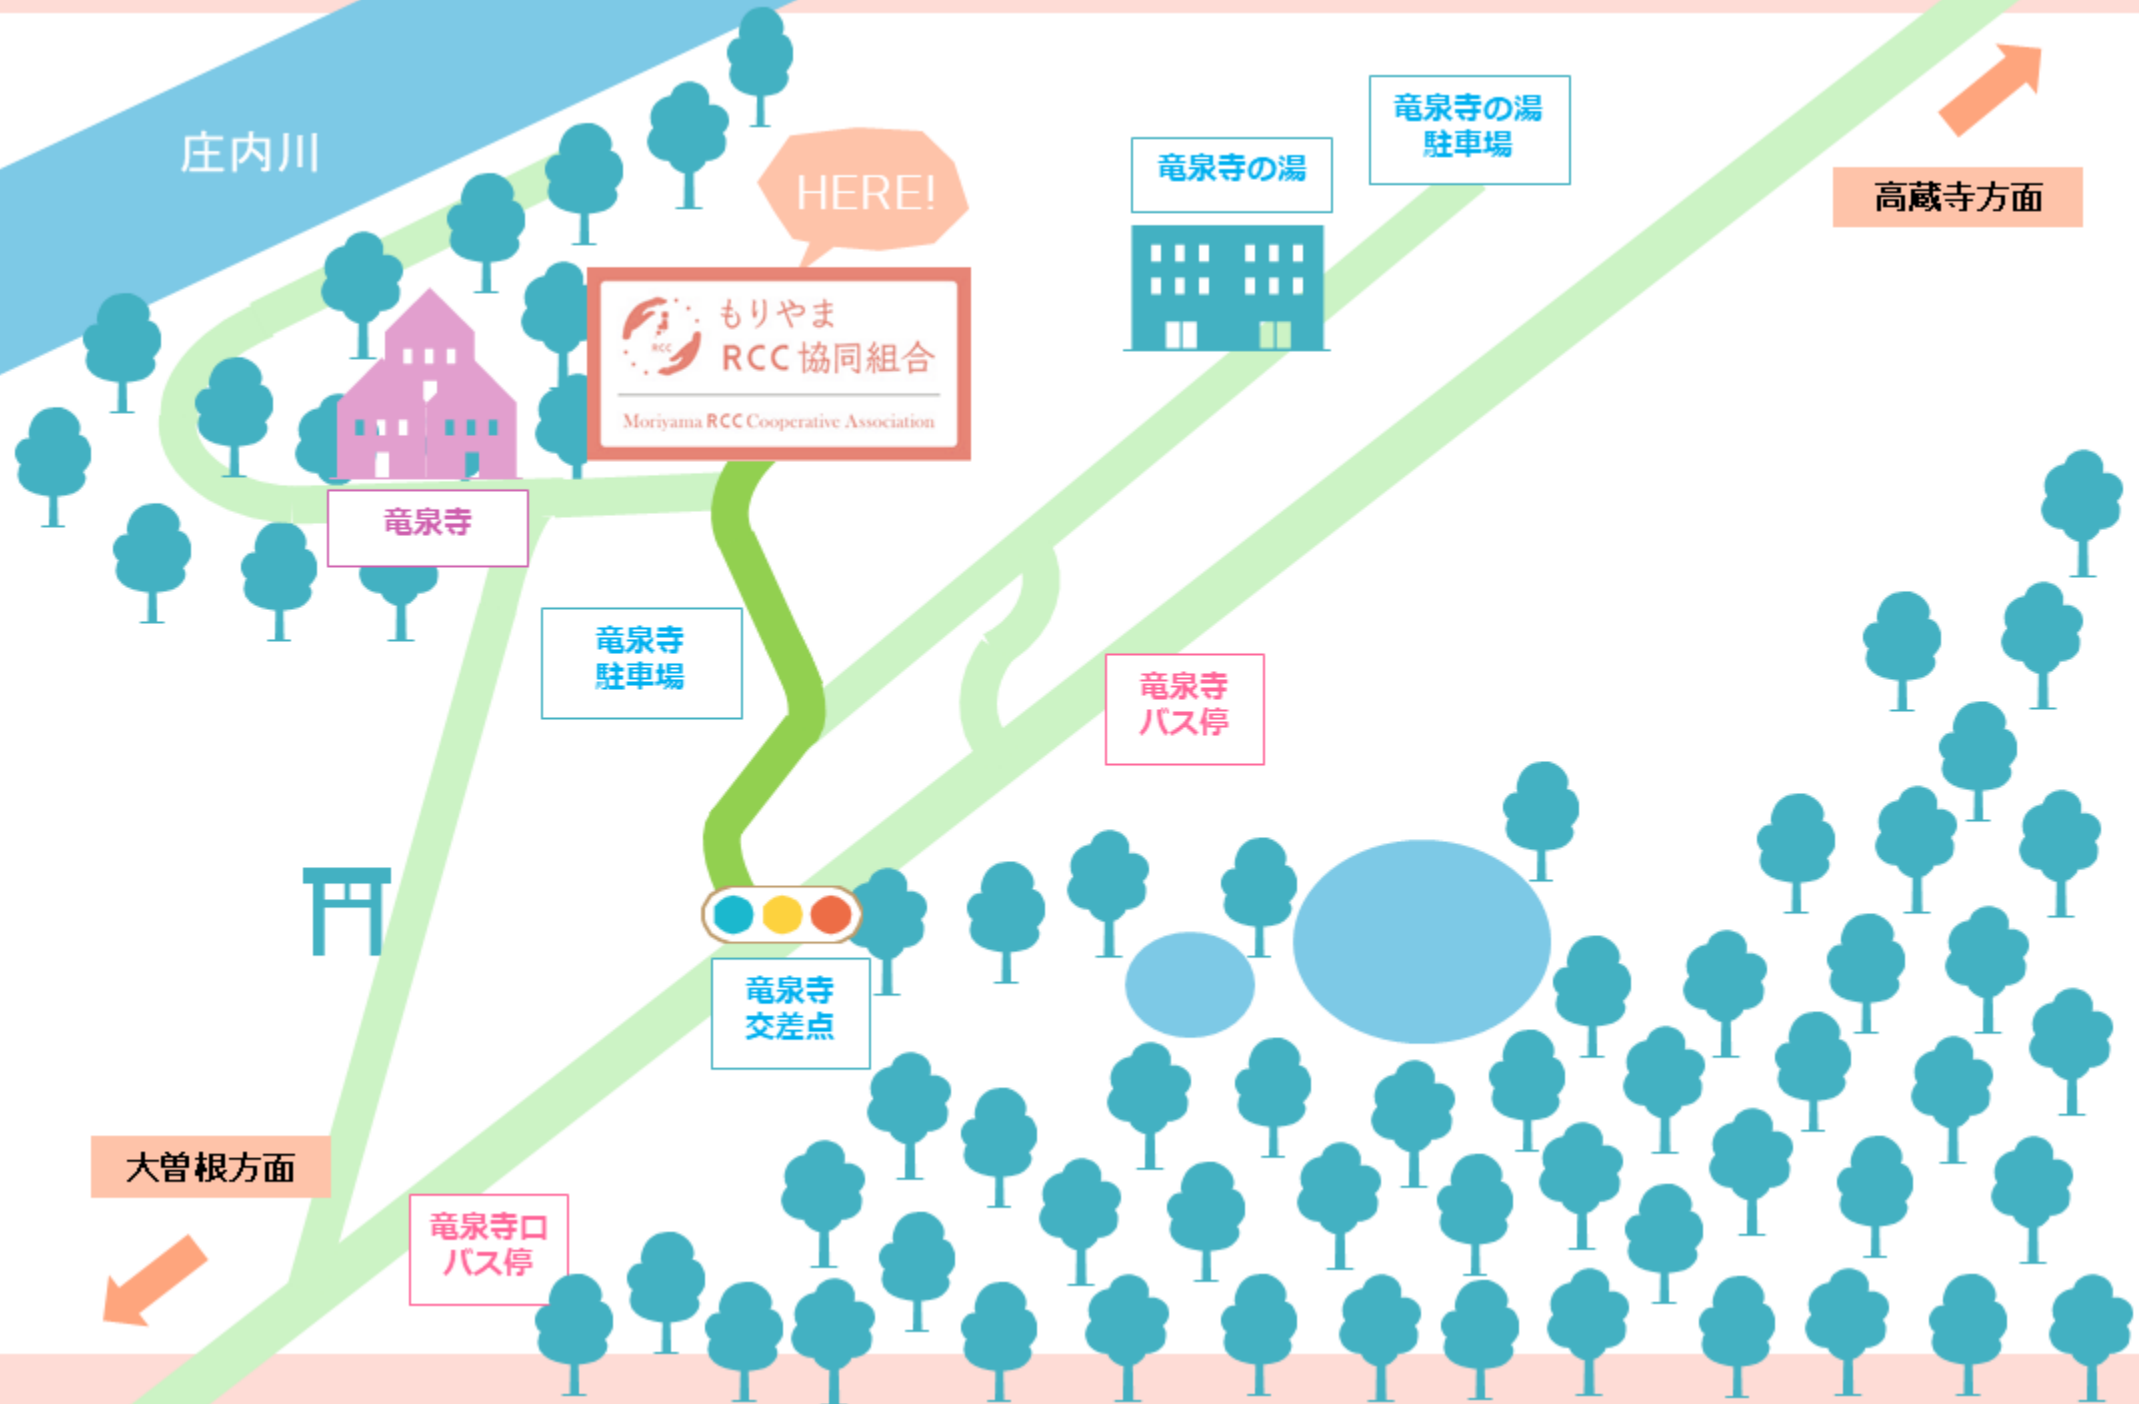 庄内川
HERE!
もりやま
RCC協同組合
RCC
Moriyama RCC Cooperative Association
竜泉寺の湯
竜泉寺の湯
駐車場
高蔵寺方面
竜泉寺
竜泉寺
駐車場
竜泉寺
バス停
竜泉寺
交差点
大曽根方面
竜泉寺口
バス停